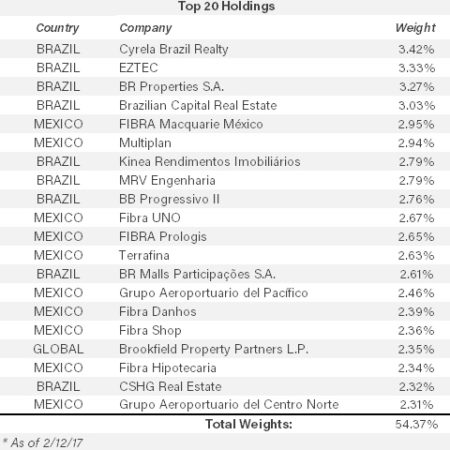 Top 20 Holdings
Country Company Weight
BRAZIL Cyrela Brazil Realty 3.42%
BRAZIL EZTEC 3.33%
BRAZIL BR Properties S.A. 3.27%
BRAZIL Brazilian Capital Real Estate 3.03%
MEXICO FIBRA Macquarie México 2.95%
MEXICO Multiplan 2.94%
BRAZIL Kinea Rendimentos Imobiliários 2.79%
BRAZIL MRV Engenharia 2.79%
BRAZIL BB Progressivo II 2.76%
MEXICO Fibra UNO 2.67%
MEXICO FIBRA Prologis 2.65%
MEXICO Terrafina 2.63%
BRAZIL BR Malls Participações S.A. 2.61%
MEXICO Grupo Aeroportuario del Pacífico 2.46%
MEXICO Fibra Danhos 2.39%
MEXICO Fibra Shop 2.36%
GLOBAL Brookfield Property Partners L.P. 2.35%
MEXICO Fibra Hipotecaria 2.34%
BRAZIL CSHG Real Estate 2.32%
MEXICO Grupo Aeroportuario del Centro Norte 2.31%
Total Weights: 54.37%
* As of 2/12/17